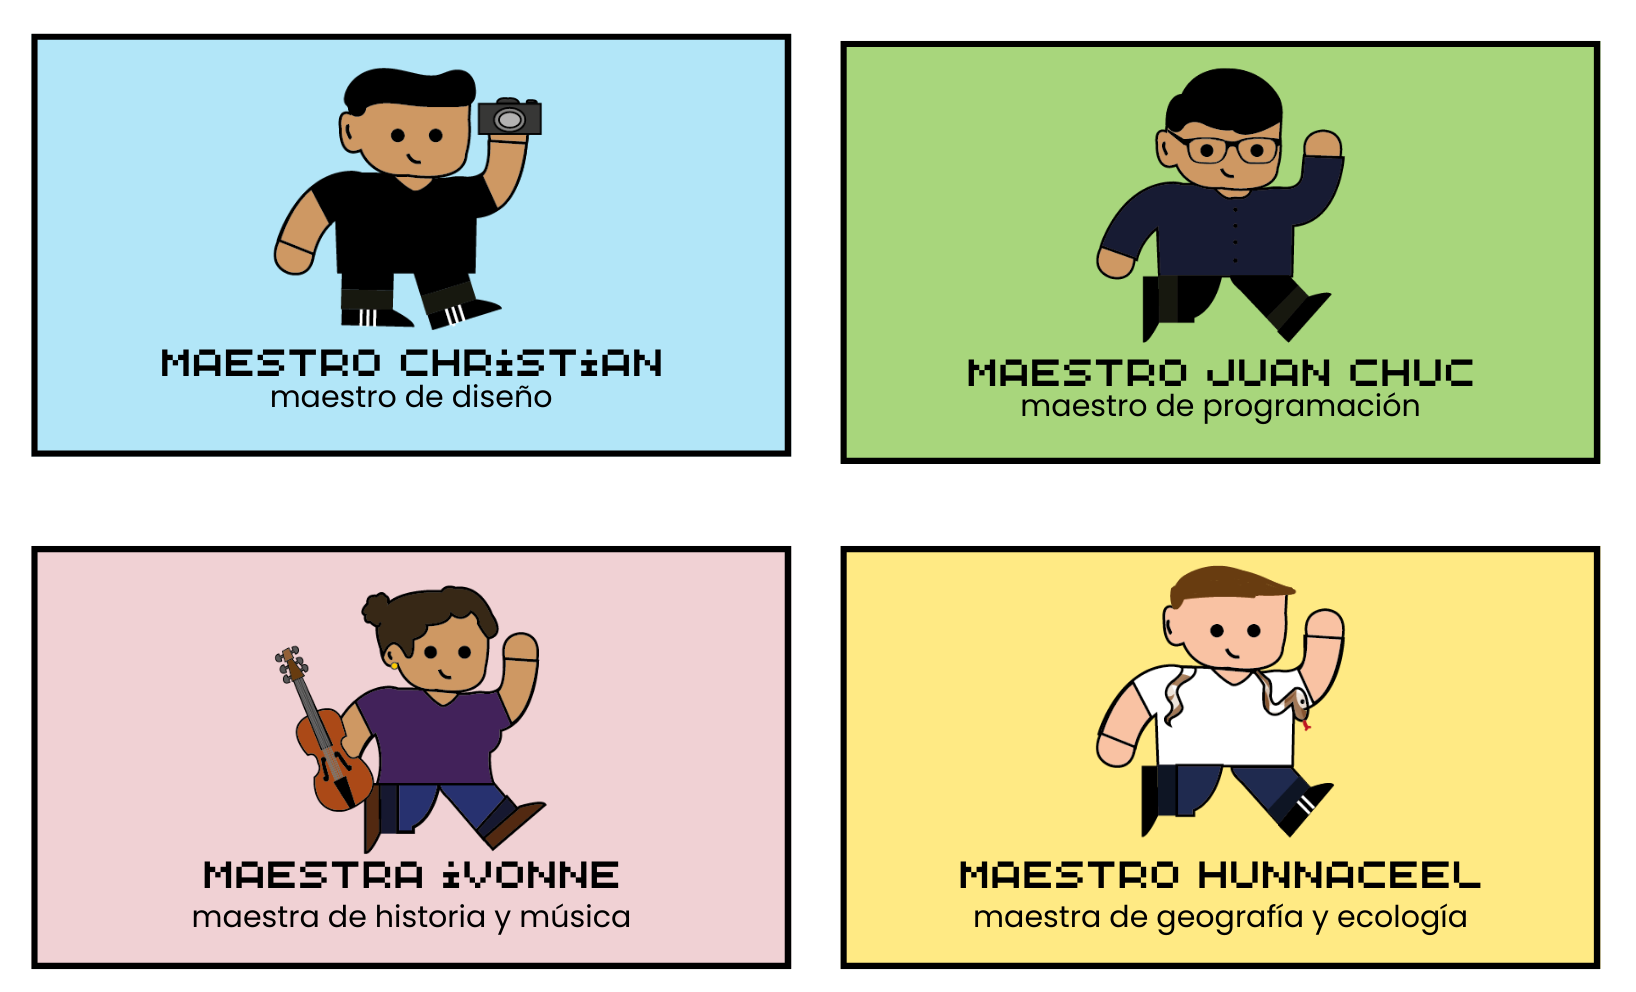 MAESTRO CHRiSTiAN
maestro de diseño
MAESTRO JUAN CHUC
maestro de programación
MAESTRA iVONNE
maestra de historia y música
MAESTRO HUNNACEEL
maestra de geografía y ecología